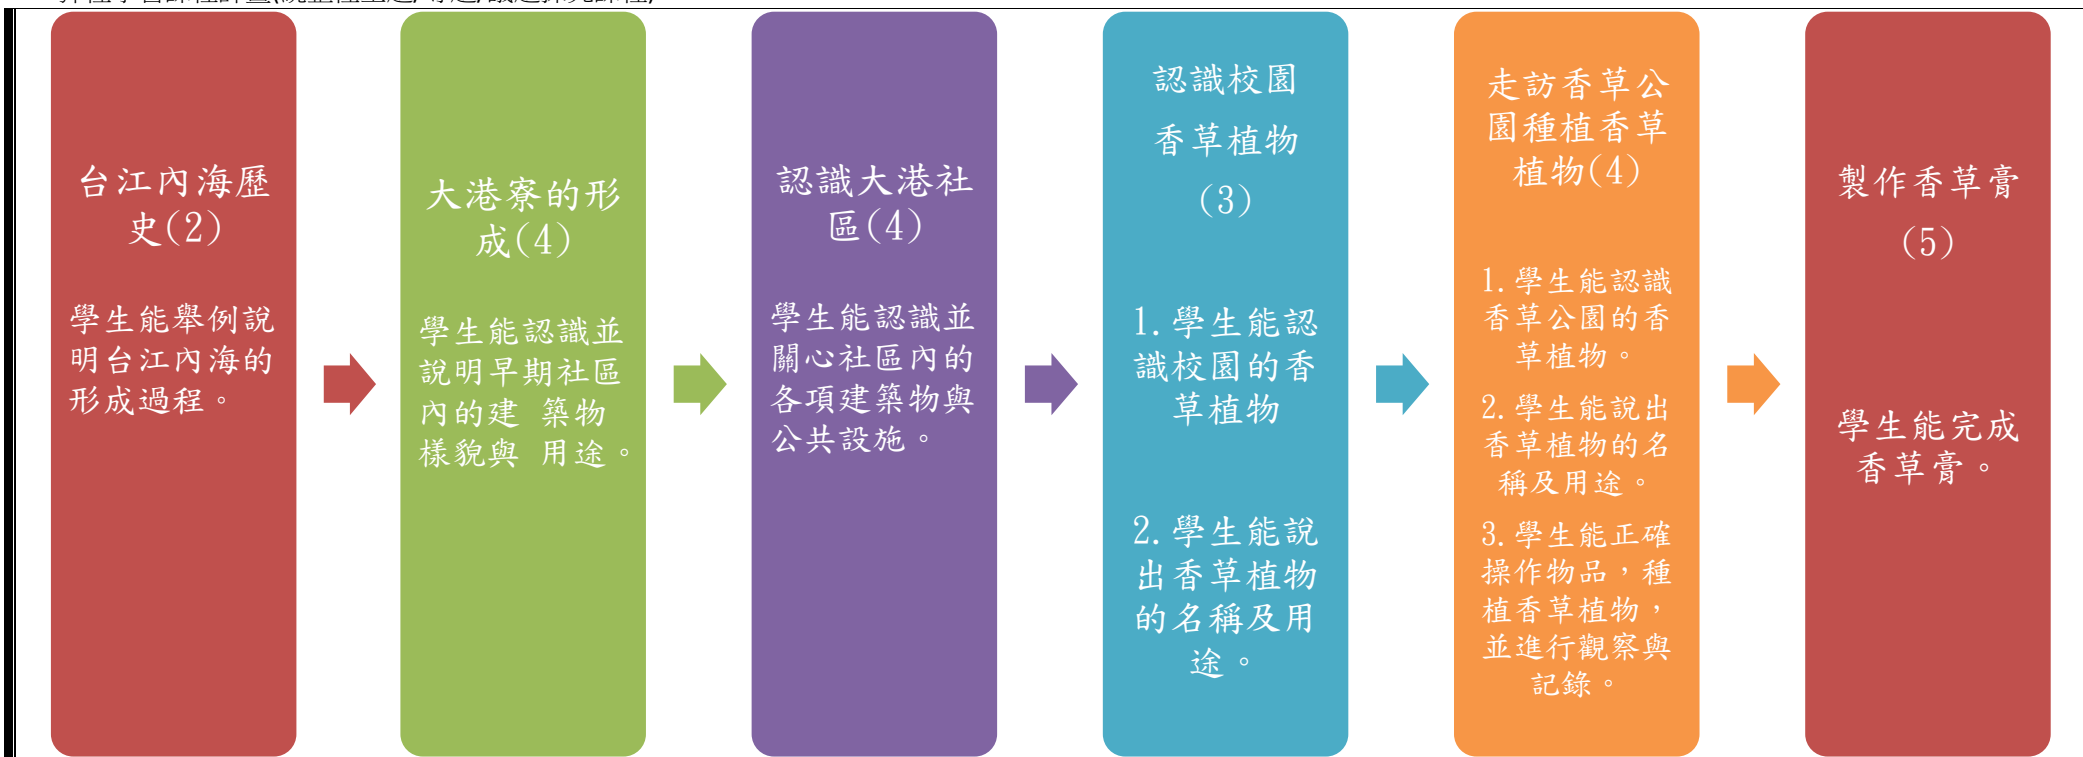 台江內海歷
史(2)
學生能舉例說
明台江內海的
形成過程。
大港寮的形
成(4)
學生能認識並
說明早期社區
內的建 築物
樣貌與 用途。
認識大港社
區(4)
學生能認識並
關心社區內的
各項建築物與
公共設施。
認識校園
香草植物
(3)
1.學生能認
識校園的香
草植物
2.學生能說
出香草植物
的名稱及用
途。
走訪香草公
園種植香草
植物(4)
1.學生能認識
香草公園的香
草植物。
2.學生能說出
香草植物的名
稱及用途。
3.學生能正確
操作物品，種
植香草植物，
並進行觀察與
記錄。
製作香草膏
(5)
學生能完成
香草膏。